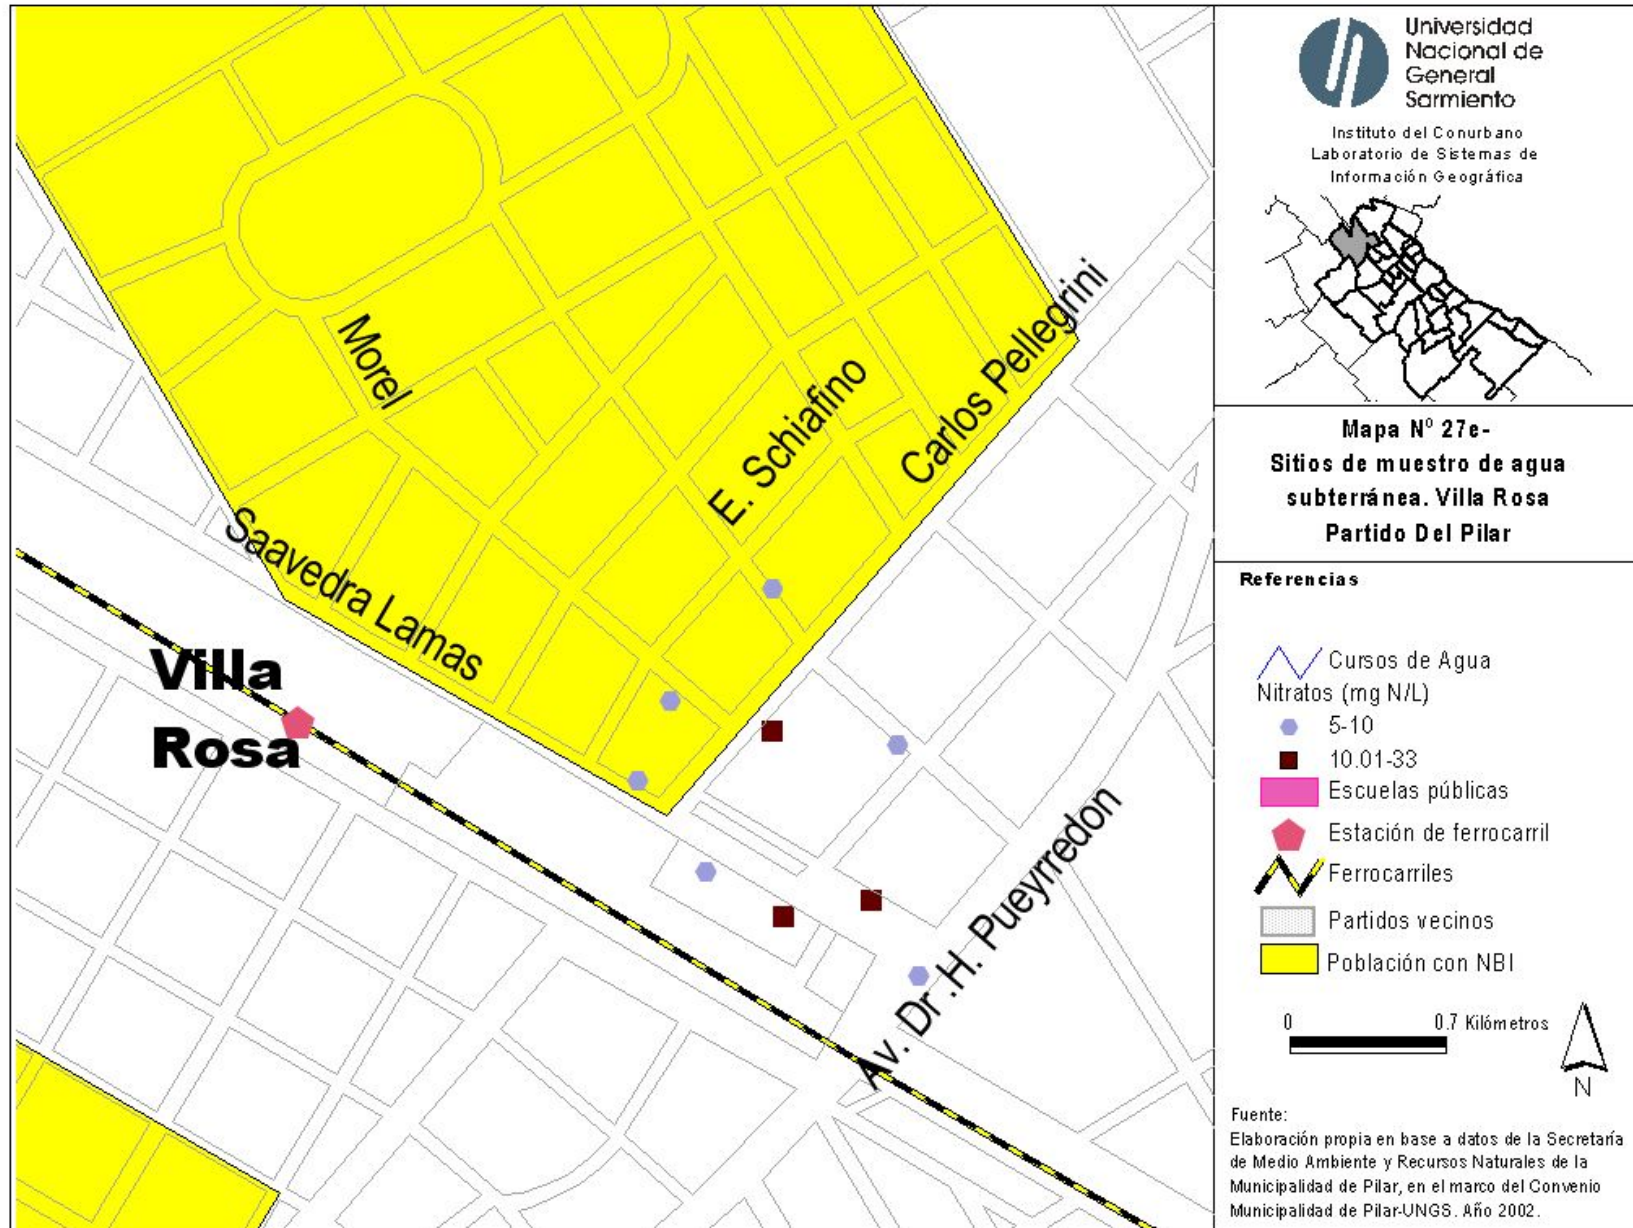 Morel
E. Schiafino
Carlos Pellegrini
Saavedra Lamas
Villa
Rosa
Av. Dr .H. Pueyrredon
Universidad
Nacional de
General
Sarmiento
Instituto del Conurbano
Laboratorio de Sistemas de
Información Geográfica
Mapa Nº 27e-
Sitios de muestro de agua
subterránea. Villa Rosa
Partido Del Pilar
Referencias
Cursos de Agua
Nitratos (mg N/L)
5-10
10.01-33
Escuelas públicas
Estación de ferrocarril
Ferrocarriles
Partidos vecinos
Población con NBI
0 0.7 Kilómetros
N
Fuente:
Elaboración propia en base a datos de la Secretaría
de Medio Ambiente y Recursos Naturales de la
Municipalidad de Pilar, en el marco del Convenio
Municipalidad de Pilar-UNGS. Año 2002.